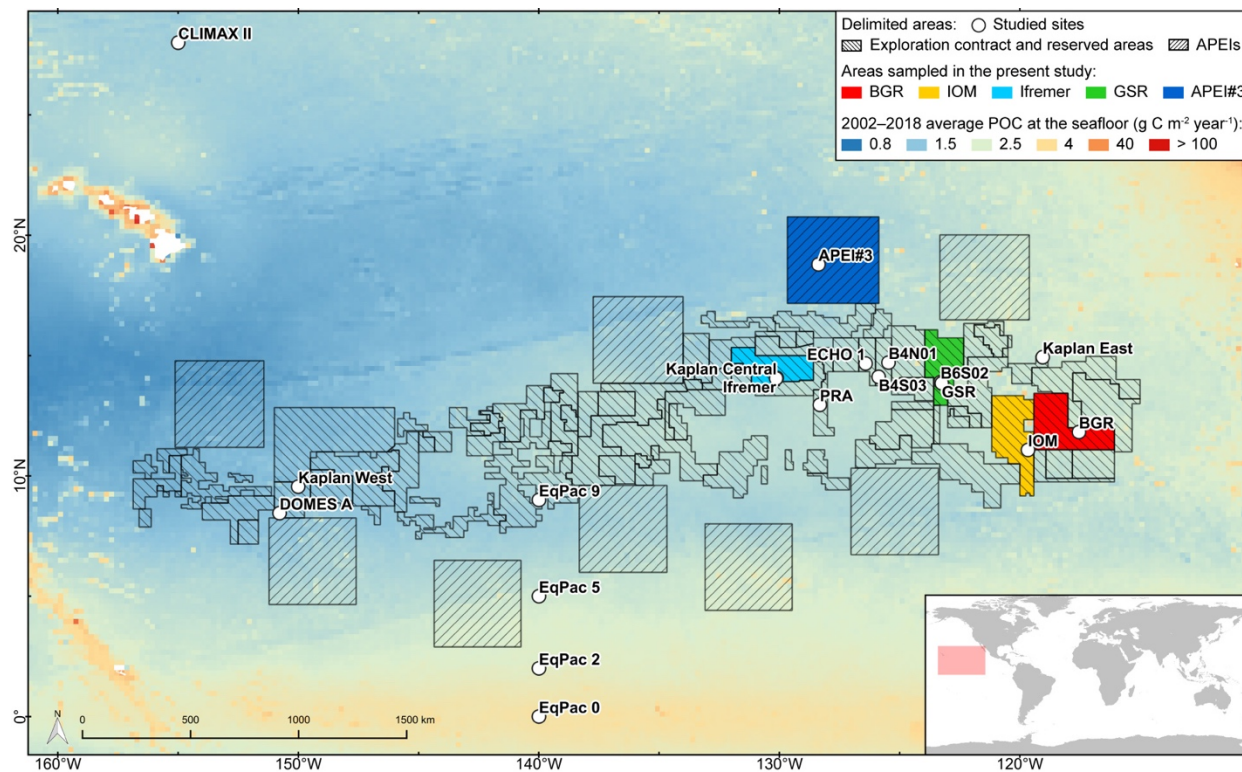 CLIMAX II
Delimited areas: Studied sites
Exploration contract and reserved areas APEIs
Areas sampled in the present study:
BGR IOM Ifremer GSR APEI#3
2002–2018 average POC at the seafloor (g C m⁻² year⁻¹):
0.8 1.5 2.5 4 40 > 100
20°N
APEI#3
ECHO 1 B4N01 Kaplan East
Kaplan Central
Ifremer
B4S03 B6S02
GSR
PRA
BGR
IOM
10°N
Kaplan West
DOMES A
EqPac 9
EqPac 5
EqPac 2
EqPac 0
0°
N
0 500 1000 1500 km
160°W 150°W 140°W 130°W 120°W